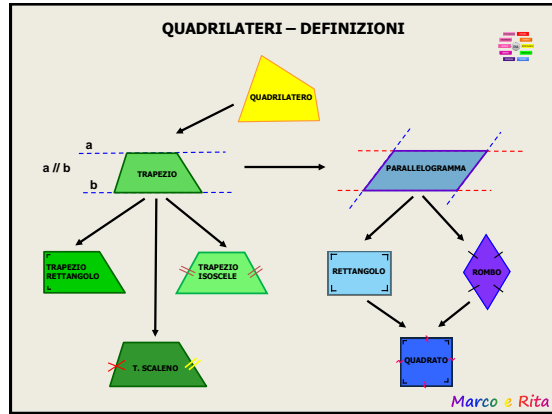 QUADRILATERI – DEFINIZIONI
QUADRILATERO
a
a // b
TRAPEZIO
b
PARALLELOGRAMMA
TRAPEZIO
RETTANGOLO
TRAPEZIO
ISOSCELE
RETTANGOLO
ROMBO
T. SCALENO
QUADRATO
Marco e Rita